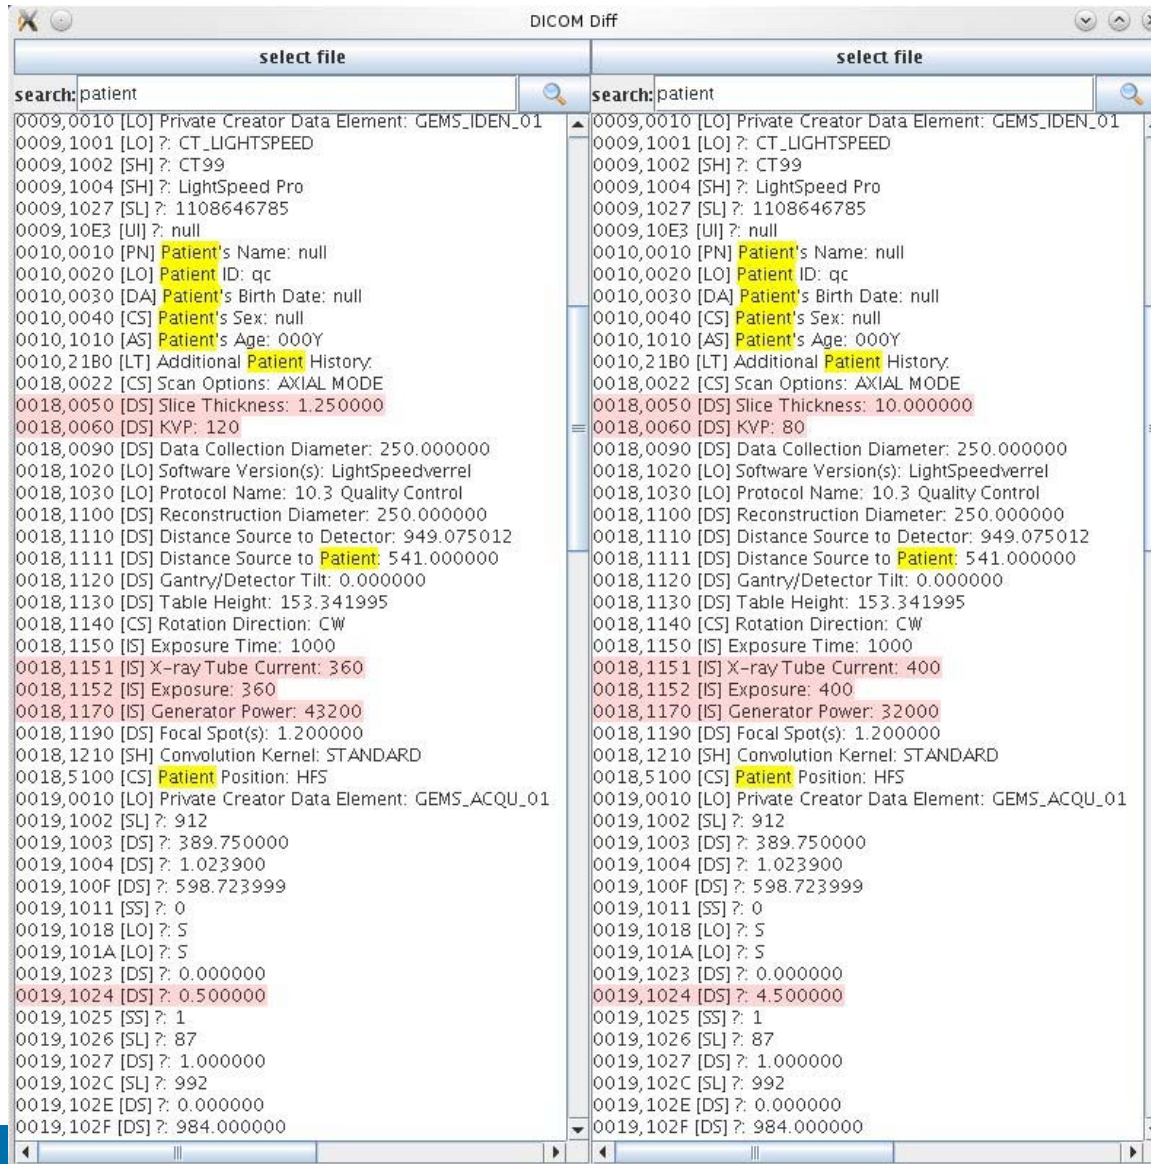 DICOM Diff
select file
search: patient
0009,0010 [LO] Private Creator Data Element: GEMS_IDEN_01
0009,1001 [LO] ?: CT_LIGHTSPEED
0009,1002 [SH] ?: CT99
0009,1004 [SH] ?: LightSpeed Pro
0009,1027 [SL] ?: 1108646785
0009,10E3 [UI] ?: null
0010,0010 [PN] Patient's Name: null
0010,0020 [LO] Patient ID: qc
0010,0030 [DA] Patient's Birth Date: null
0010,0040 [CS] Patient's Sex: null
0010,1010 [AS] Patient's Age: 000Y
0010,21B0 [LT] Additional Patient History:
0018,0022 [CS] Scan Options: AXIAL MODE
0018,0050 [DS] Slice Thickness: 1.250000
0018,0060 [DS] KVP: 120
0018,0090 [DS] Data Collection Diameter: 250.000000
0018,1020 [LO] Software Version(s): LightSpeedverrel
0018,1030 [LO] Protocol Name: 10.3 Quality Control
0018,1100 [DS] Reconstruction Diameter: 250.000000
0018,1110 [DS] Distance Source to Detector: 949.075012
0018,1111 [DS] Distance Source to Patient: 541.000000
0018,1120 [DS] Gantry/Detector Tilt: 0.000000
0018,1130 [DS] Table Height: 153.341995
0018,1140 [CS] Rotation Direction: CW
0018,1150 [IS] Exposure Time: 1000
0018,1151 [IS] X-ray Tube Current: 360
0018,1152 [IS] Exposure: 360
0018,1170 [IS] Generator Power: 43200
0018,1190 [DS] Focal Spot(s): 1.200000
0018,1210 [SH] Convolution Kernel: STANDARD
0018,5100 [CS] Patient Position: HFS
0019,0010 [LO] Private Creator Data Element: GEMS_ACQU_01
0019,1002 [SL] ?: 912
0019,1003 [DS] ?: 389.750000
0019,1004 [DS] ?: 1.023900
0019,100F [DS] ?: 598.723999
0019,1011 [SS] ?: 0
0019,1018 [LO] ?: S
0019,101A [LO] ?: S
0019,1023 [DS] ?: 0.000000
0019,1024 [DS] ?: 0.500000
0019,1025 [SS] ?: 1
0019,1026 [SL] ?: 87
0019,1027 [DS] ?: 1.000000
0019,102C [SL] ?: 992
0019,102E [DS] ?: 0.000000
0019,102F [DS] ?: 984.000000
select file
search: patient
0009,0010 [LO] Private Creator Data Element: GEMS_IDEN_01
0009,1001 [LO] ?: CT_LIGHTSPEED
0009,1002 [SH] ?: CT99
0009,1004 [SH] ?: LightSpeed Pro
0009,1027 [SL] ?: 1108646785
0009,10E3 [UI] ?: null
0010,0010 [PN] Patient's Name: null
0010,0020 [LO] Patient ID: qc
0010,0030 [DA] Patient's Birth Date: null
0010,0040 [CS] Patient's Sex: null
0010,1010 [AS] Patient's Age: 000Y
0010,21B0 [LT] Additional Patient History:
0018,0022 [CS] Scan Options: AXIAL MODE
0018,0050 [DS] Slice Thickness: 10.000000
0018,0060 [DS] KVP: 80
0018,0090 [DS] Data Collection Diameter: 250.000000
0018,1020 [LO] Software Version(s): LightSpeedverrel
0018,1030 [LO] Protocol Name: 10.3 Quality Control
0018,1100 [DS] Reconstruction Diameter: 250.000000
0018,1110 [DS] Distance Source to Detector: 949.075012
0018,1111 [DS] Distance Source to Patient: 541.000000
0018,1120 [DS] Gantry/Detector Tilt: 0.000000
0018,1130 [DS] Table Height: 153.341995
0018,1140 [CS] Rotation Direction: CW
0018,1150 [IS] Exposure Time: 1000
0018,1151 [IS] X-ray Tube Current: 400
0018,1152 [IS] Exposure: 400
0018,1170 [IS] Generator Power: 32000
0018,1190 [DS] Focal Spot(s): 1.200000
0018,1210 [SH] Convolution Kernel: STANDARD
0018,5100 [CS] Patient Position: HFS
0019,0010 [LO] Private Creator Data Element: GEMS_ACQU_01
0019,1002 [SL] ?: 912
0019,1003 [DS] ?: 389.750000
0019,1004 [DS] ?: 1.023900
0019,100F [DS] ?: 598.723999
0019,1011 [SS] ?: 0
0019,1018 [LO] ?: S
0019,101A [LO] ?: S
0019,1023 [DS] ?: 0.000000
0019,1024 [DS] ?: 4.500000
0019,1025 [SS] ?: 1
0019,1026 [SL] ?: 87
0019,1027 [DS] ?: 1.000000
0019,102C [SL] ?: 992
0019,102E [DS] ?: 0.000000
0019,102F [DS] ?: 984.000000